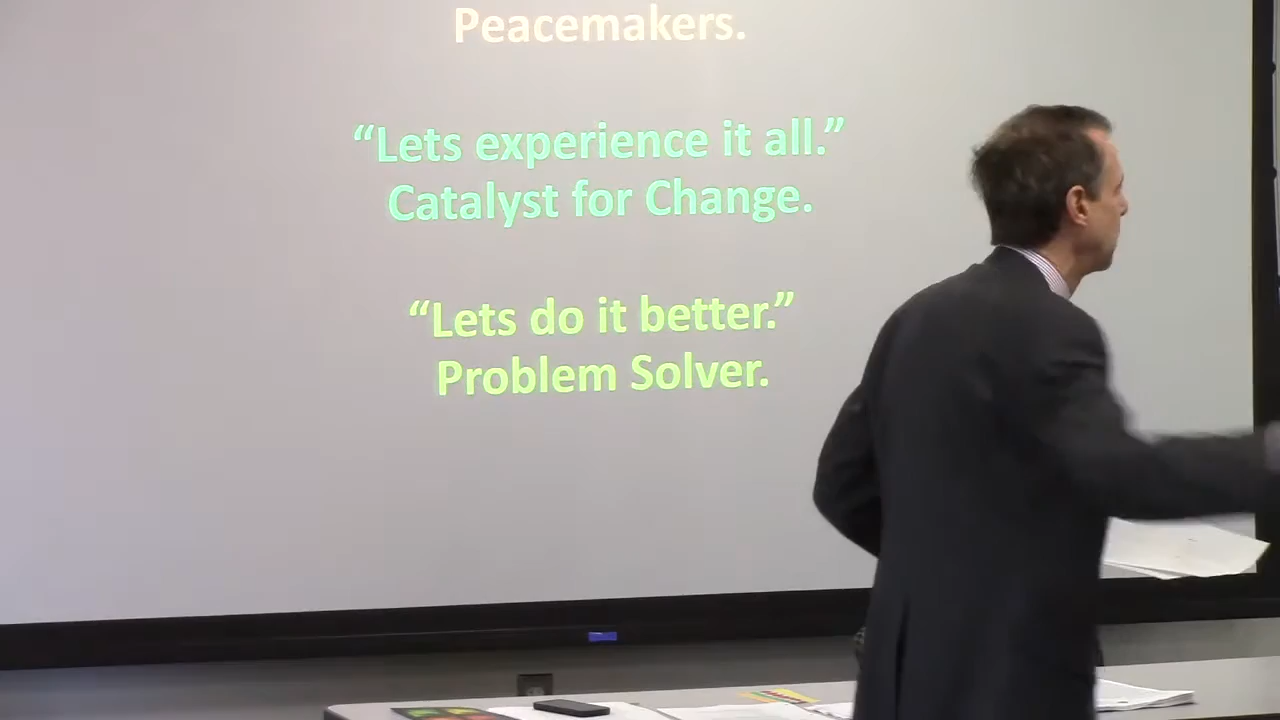 Peacemakers.
“Lets experience it all.”
Catalyst for Change.
“Lets do it better.”
Problem Solver.